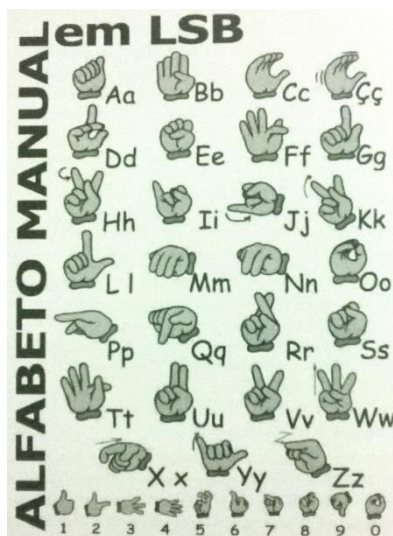 ALFABETO MANUAL
em LSB
Aa Bb Cc Çç
Dd Ee Ff Gg
Hh Ii Jj Kk
Ll Mm Nn Oo
Pp Qq Rr Ss
Tt Uu Vv Ww
X x Yy Zz
1 2 3 4 5 6 7 8 9 0